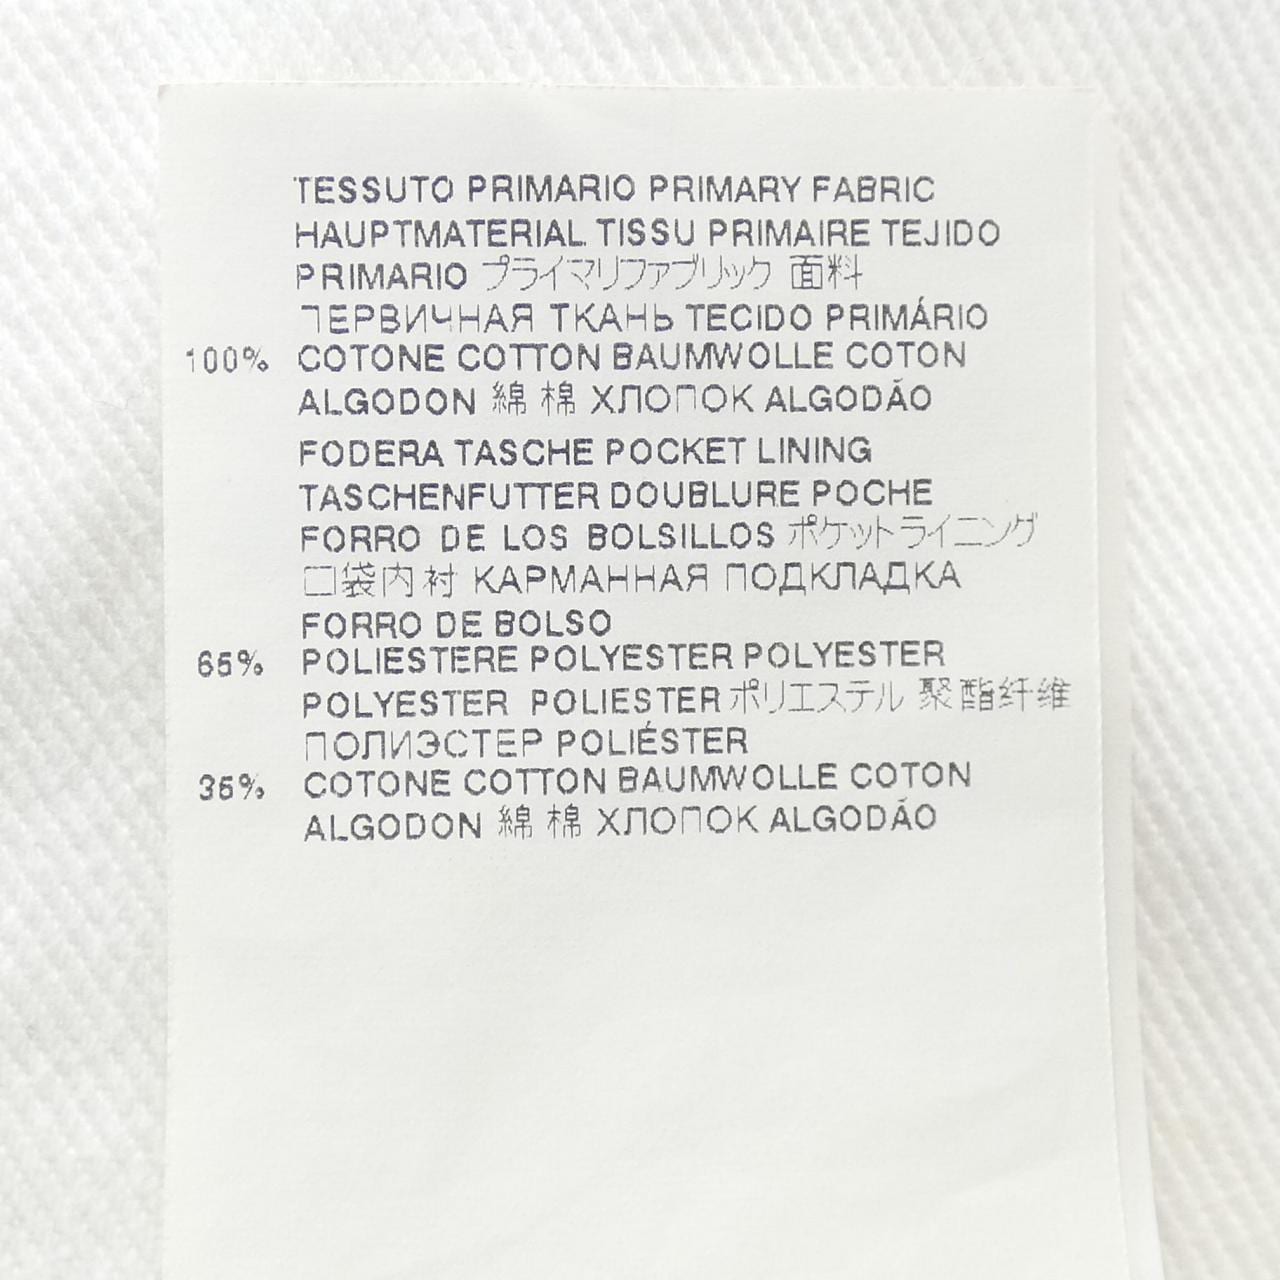 TESSUTO PRIMARIO PRIMARY FABRIC
HAUPTMATERIAL TISSU PRIMAIRE TEJIDO
PRIMARIO プライマリファブリック 面料
ПЕРВИЧНАЯ ТКАНЬ TECIDO PRIMÁRIO
100% COTONE COTTON BAUMWOLLE COTON
ALGODON 綿 棉 ХЛОПОК ALGODÃO
FODERA TASCHE POCKET LINING
TASCHENFUTTER DOUBLURE POCHE
FORRO DE LOS BOLSILLOS ポケットライニング
口袋内衬 КАРМАННАЯ ПОДКЛАДКА
FORRO DE BOLSO
65% POLIESTERE POLYESTER POLYESTER
POLYESTER POLIESTER ポリエステル 聚酯纤维
ПОЛИЭСТЕР POLIÉSTER
35% COTONE COTTON BAUMWOLLE COTON
ALGODON 綿 棉 ХЛОПОК ALGODÃO